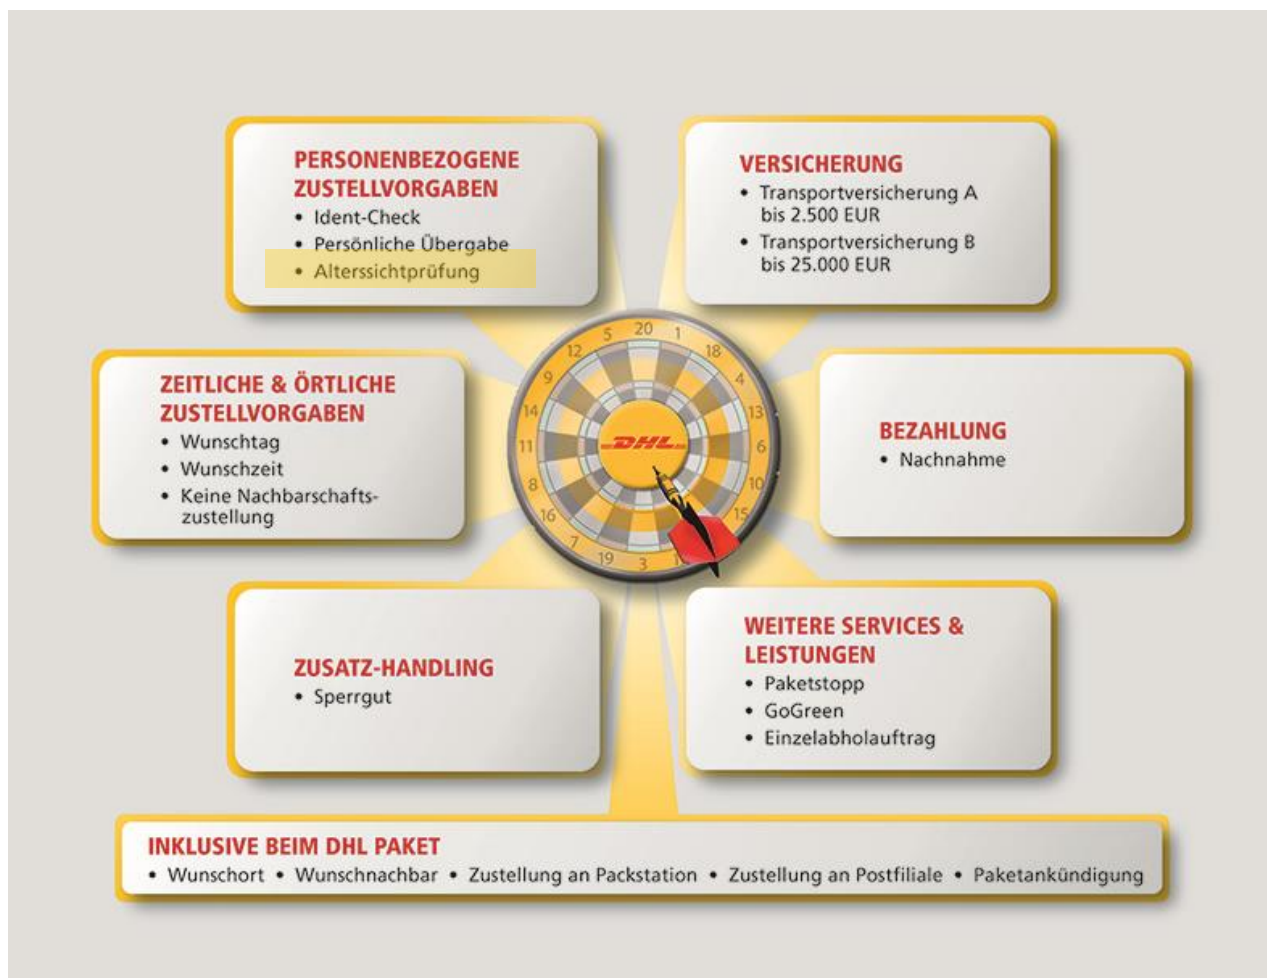 PERSONENBEZOGENE
ZUSTELLVORGABEN
• Ident-Check
• Persönliche Übergabe
• Alterssichtprüfung
VERSICHERUNG
• Transportversicherung A
bis 2.500 EUR
• Transportversicherung B
bis 25.000 EUR
ZEITLICHE & ÖRTLICHE
ZUSTELLVORGABEN
• Wunschtag
• Wunschzeit
• Keine Nachbarschafts-
zustellung
20 1 18 4 13 6 10 15 3 19 7 16 8 11 14 9 12 5
DHL
BEZAHLUNG
• Nachnahme
ZUSATZ-HANDLING
• Sperrgut
WEITERE SERVICES &
LEISTUNGEN
• Paketstopp
• GoGreen
• Einzelabholauftrag
INKLUSIVE BEIM DHL PAKET
• Wunschort • Wunschnachbar • Zustellung an Packstation • Zustellung an Postfiliale • Paketankündigung